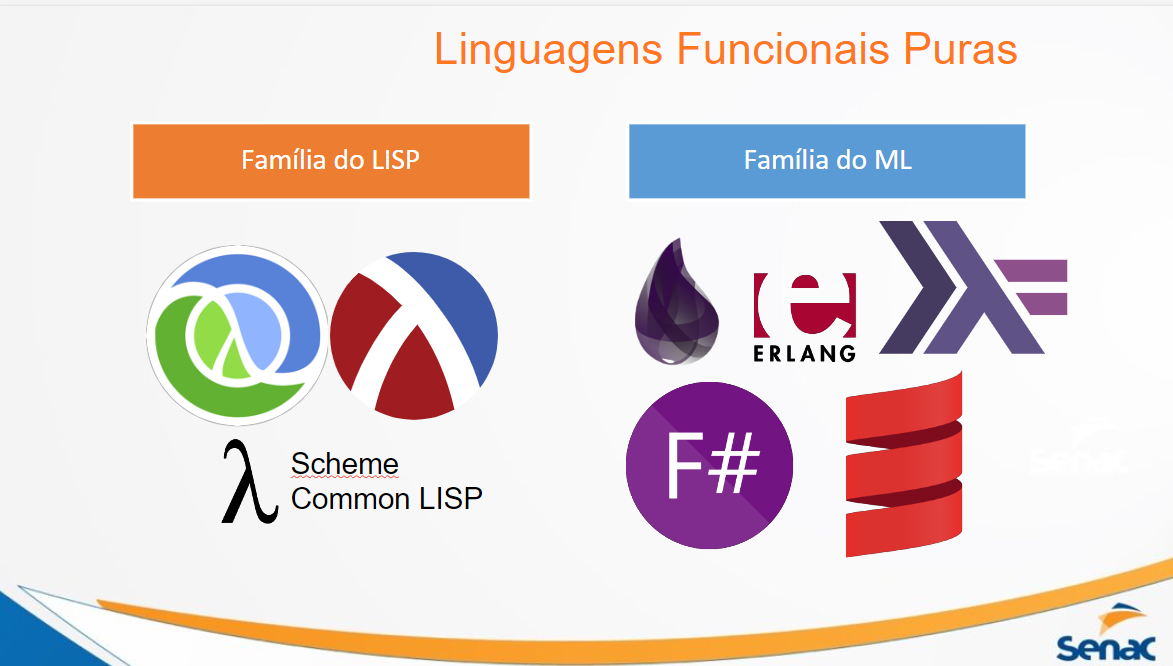 Linguagens Funcionais Puras
Família do LISP
Família do ML
e
ERLANG
λ Scheme
Common LISP
F#
Senac
Senac